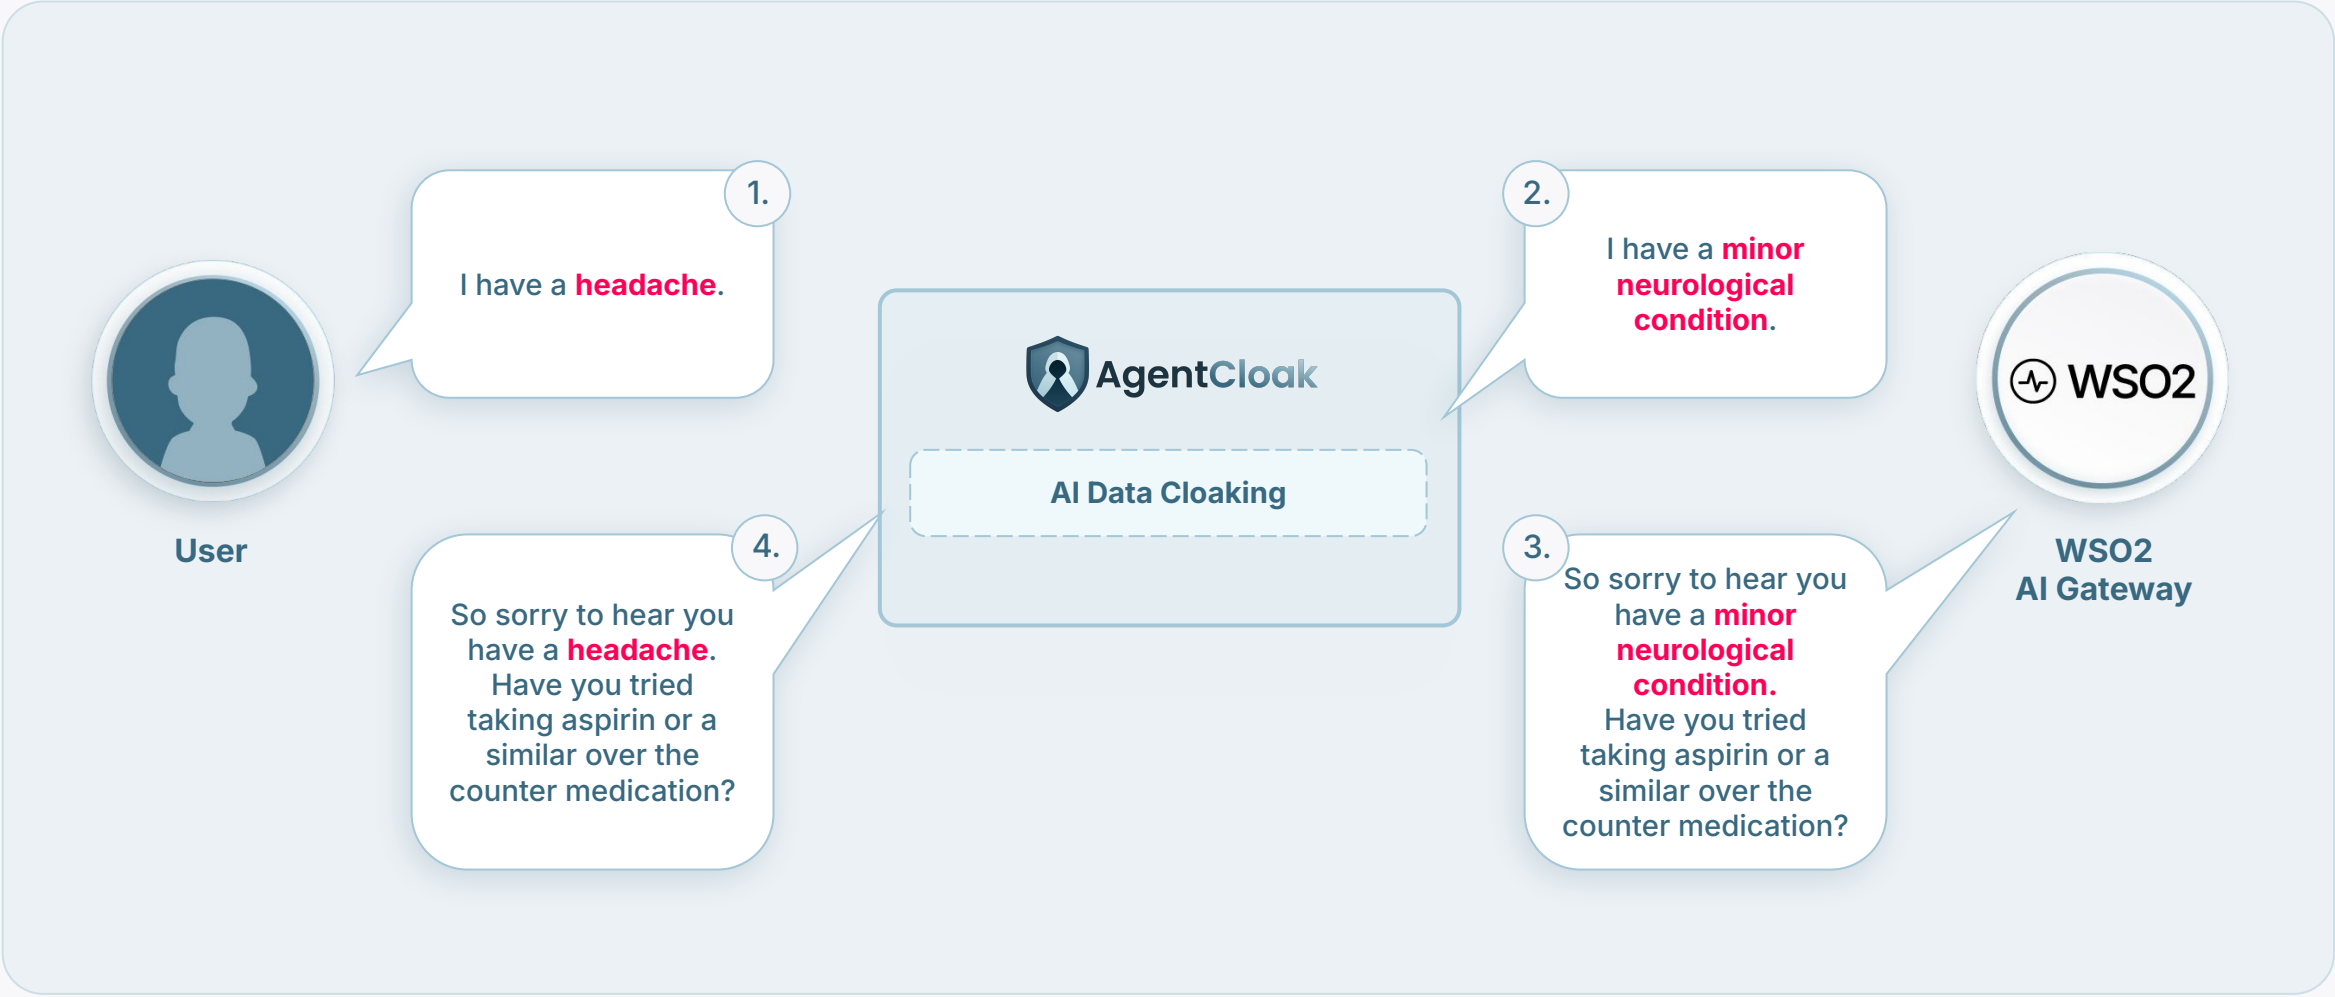 1.
I have a headache.
2.
I have a minor
neurological
condition.
AgentCloak
AI Data Cloaking
WSO2
User
WSO2
AI Gateway
3.
So sorry to hear you
have a minor
neurological
condition.
Have you tried
taking aspirin or a
similar over the
counter medication?
4.
So sorry to hear you
have a headache.
Have you tried
taking aspirin or a
similar over the
counter medication?